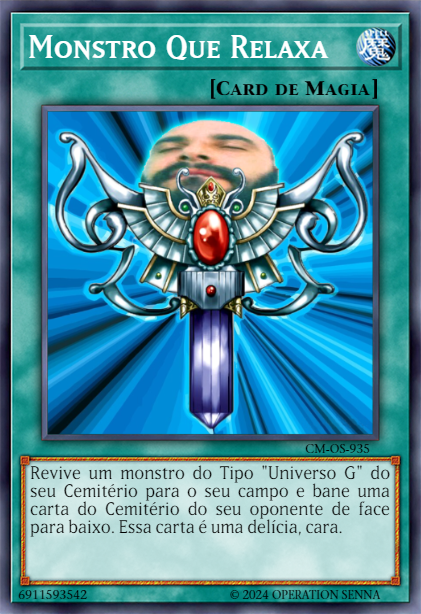 Monstro Que Relaxa
魔
[Card de Magia]
CM-OS-935
Revive um monstro do Tipo "Universo G" do
seu Cemitério para o seu campo e bane uma
carta do Cemitério do seu oponente de face
para baixo. Essa carta é uma delícia, cara.
6911593542
© 2024 OPERATION SENNA